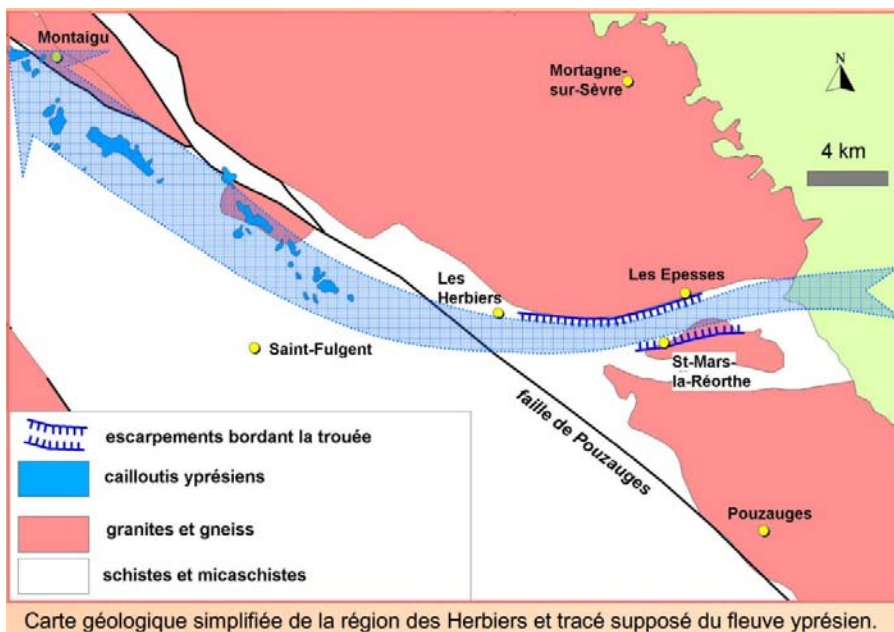 Montaigu
Mortagne-
sur-Sèvre
N
4 km
Les
Herbiers
Les Epesses
Saint-Fulgent
St-Mars-
la-Réorthe
faille de Pouzauges
Pouzauges
escarpements bordant la trouée
cailloutis yprésiens
granites et gneiss
schistes et micaschistes
Carte géologique simplifiée de la région des Herbiers et tracé supposé du fleuve yprésien.